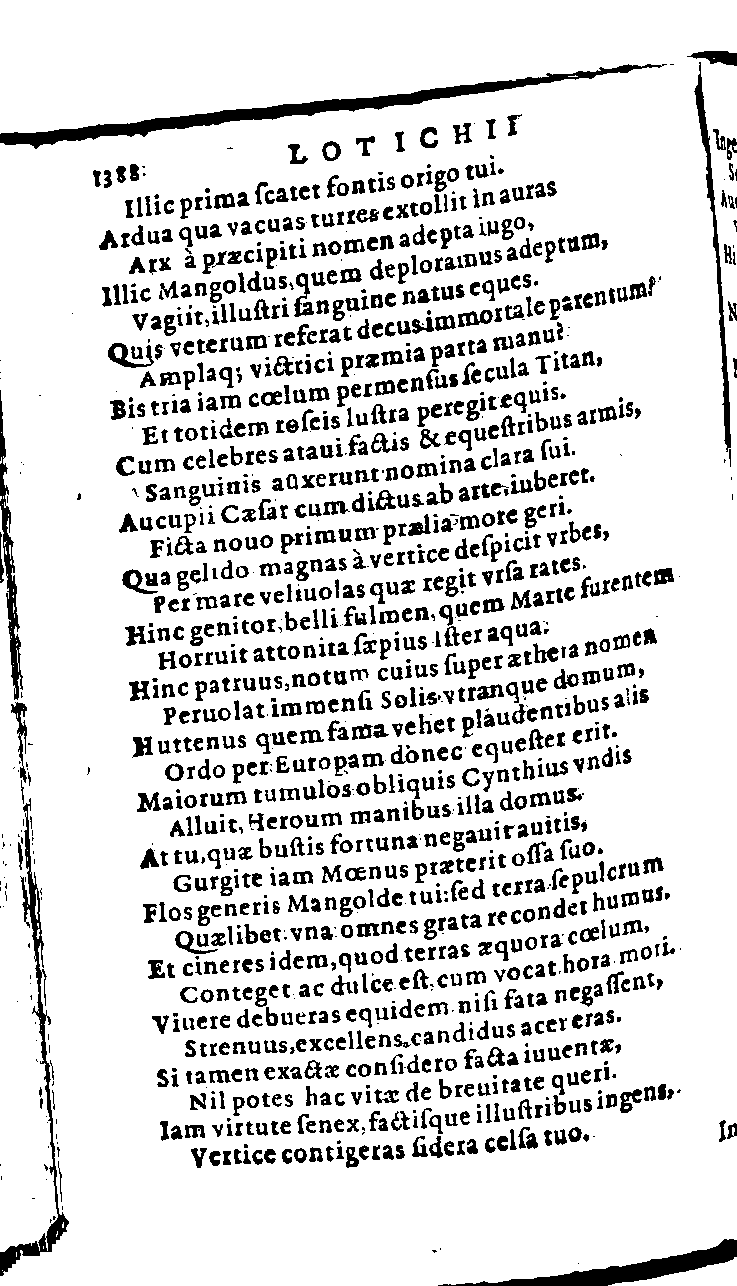 1388 LOTICHII
Illic prima ſcatet fontis origo tui.
Ardua qua vacuas turres extollit in auras
Arx à præcipiti nomen adepta iugo,
Illic Mangoldus, quem deploramus adeptum,
Vagiit, illuſtri ſanguine natus eques.
Quis veterum referat decus immortale parentum?
Amplaq; victrici præmia parta manu?
Bis tria iam cœlum permenſus ſecula Titan,
Et totidem roſeis luſtra peregit equis.
Cum celebres ataui factis & equeſtribus armis,
Sanguinis auxerunt nomina clara ſui.
Aucupii Cæſar cum dictus ab arte, iuberet.
Ficta nouo primum prælia more geri.
Qua gelido magnas à vertice deſpicit vrbes,
Per mare veliuolas quæ regit vrſa rates.
Hinc genitor, belli fulmen, quem Marte furentem
Horruit attonita ſæpius Iſter aqua:
Hinc patruus, notum cuius ſuper æthera nomen
Peruolat immenſi Solis vtranque domum,
Huttenus quem fama vehet plaudentibus alis
Ordo per Europam donec equeſter erit.
Maiorum tumulos obliquis Cynthius vndis
Alluit, Heroum manibus illa domus.
At tu, quæ buſtis fortuna negauit auitis,
Gurgite iam Mœnus præterit oſſa ſuo.
Flos generis Mangolde tui: ſed terra ſepulcrum
Quælibet. vna omnes grata recondet humus.
Et cineres idem, quod terras æquora cœlum,
Conteget ac dulce eſt, cum vocat hora mori.
Viuere debueras equidem niſi fata negaſſent,
Strenuus, excellens, candidus acer eras.
Si tamen exactæ conſidero facta iuuentæ,
Nil potes hac vitæ de breuitate queri.
Iam virtute ſenex, factiſque illuſtribus ingens,
Vertice contigeras ſidera celſa tuo.
In
Inge
Au
Hi
N